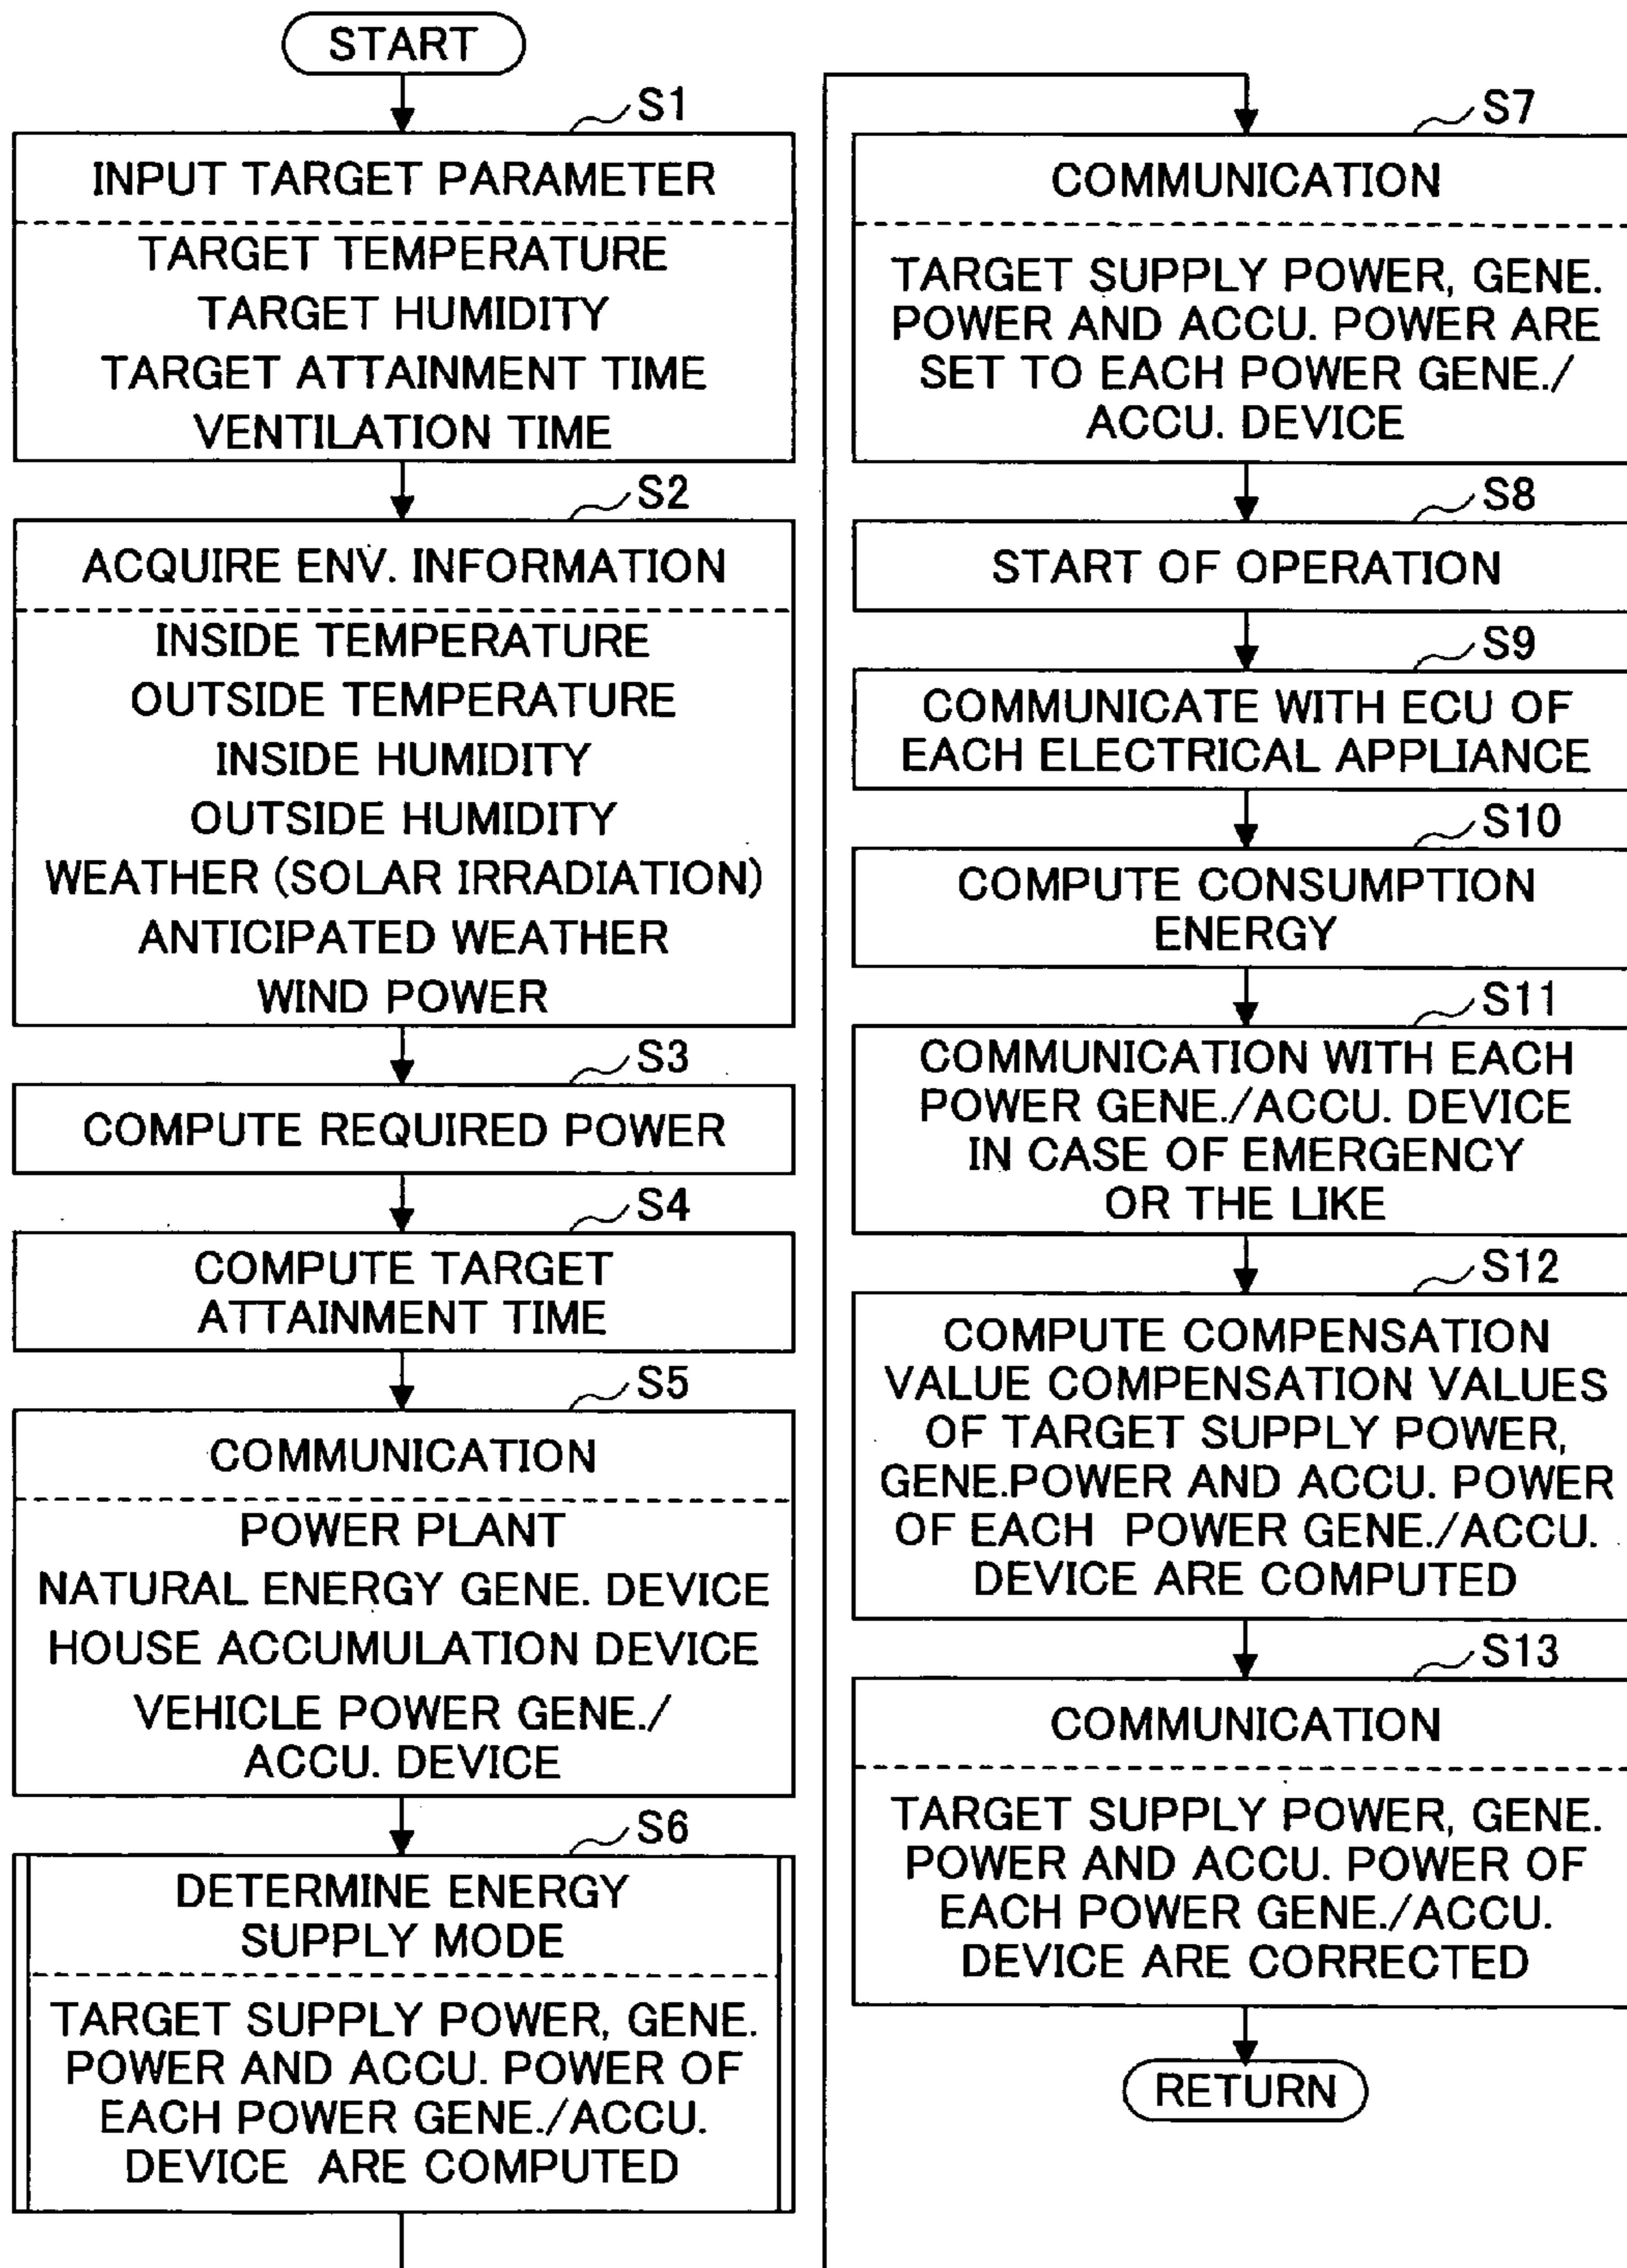 START
S1
INPUT TARGET PARAMETER
TARGET TEMPERATURE
TARGET HUMIDITY
TARGET ATTAINMENT TIME
VENTILATION TIME
S2
ACQUIRE ENV. INFORMATION
INSIDE TEMPERATURE
OUTSIDE TEMPERATURE
INSIDE HUMIDITY
OUTSIDE HUMIDITY
WEATHER (SOLAR IRRADIATION)
ANTICIPATED WEATHER
WIND POWER
S3
COMPUTE REQUIRED POWER
S4
COMPUTE TARGET
ATTAINMENT TIME
S5
COMMUNICATION
POWER PLANT
NATURAL ENERGY GENE. DEVICE
HOUSE ACCUMULATION DEVICE
VEHICLE POWER GENE./
ACCU. DEVICE
S6
DETERMINE ENERGY
SUPPLY MODE
TARGET SUPPLY POWER, GENE.
POWER AND ACCU. POWER OF
EACH POWER GENE./ACCU.
DEVICE ARE COMPUTED
S7
COMMUNICATION
TARGET SUPPLY POWER, GENE.
POWER AND ACCU. POWER ARE
SET TO EACH POWER GENE./
ACCU. DEVICE
S8
START OF OPERATION
S9
COMMUNICATE WITH ECU OF
EACH ELECTRICAL APPLIANCE
S10
COMPUTE CONSUMPTION
ENERGY
S11
COMMUNICATION WITH EACH
POWER GENE./ACCU. DEVICE
IN CASE OF EMERGENCY
OR THE LIKE
S12
COMPUTE COMPENSATION
VALUE COMPENSATION VALUES
OF TARGET SUPPLY POWER,
GENE.POWER AND ACCU. POWER
OF EACH POWER GENE./ACCU.
DEVICE ARE COMPUTED
S13
COMMUNICATION
TARGET SUPPLY POWER, GENE.
POWER AND ACCU. POWER OF
EACH POWER GENE./ACCU.
DEVICE ARE CORRECTED
RETURN